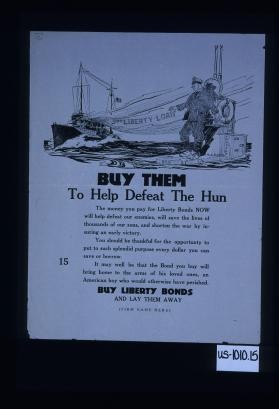 3RD LIBERTY LOAN
BUY THEM
To Help Defeat The Hun
The money you pay for Liberty Bonds NOW
will help defeat our enemies, will save the lives of
thousands of our sons, and shorten the war by in-
suring an early victory.
You should be thankful for the opportunty to
put to such splendid purpose every dollar you can
save or borrow.
15
It may well be that the Bond you buy will
bring home to the arms of his loved ones, an
American boy who would otherwise have perished.
BUY LIBERTY BONDS
AND LAY THEM AWAY
(FIRM NAME HERE)
US-1010.15